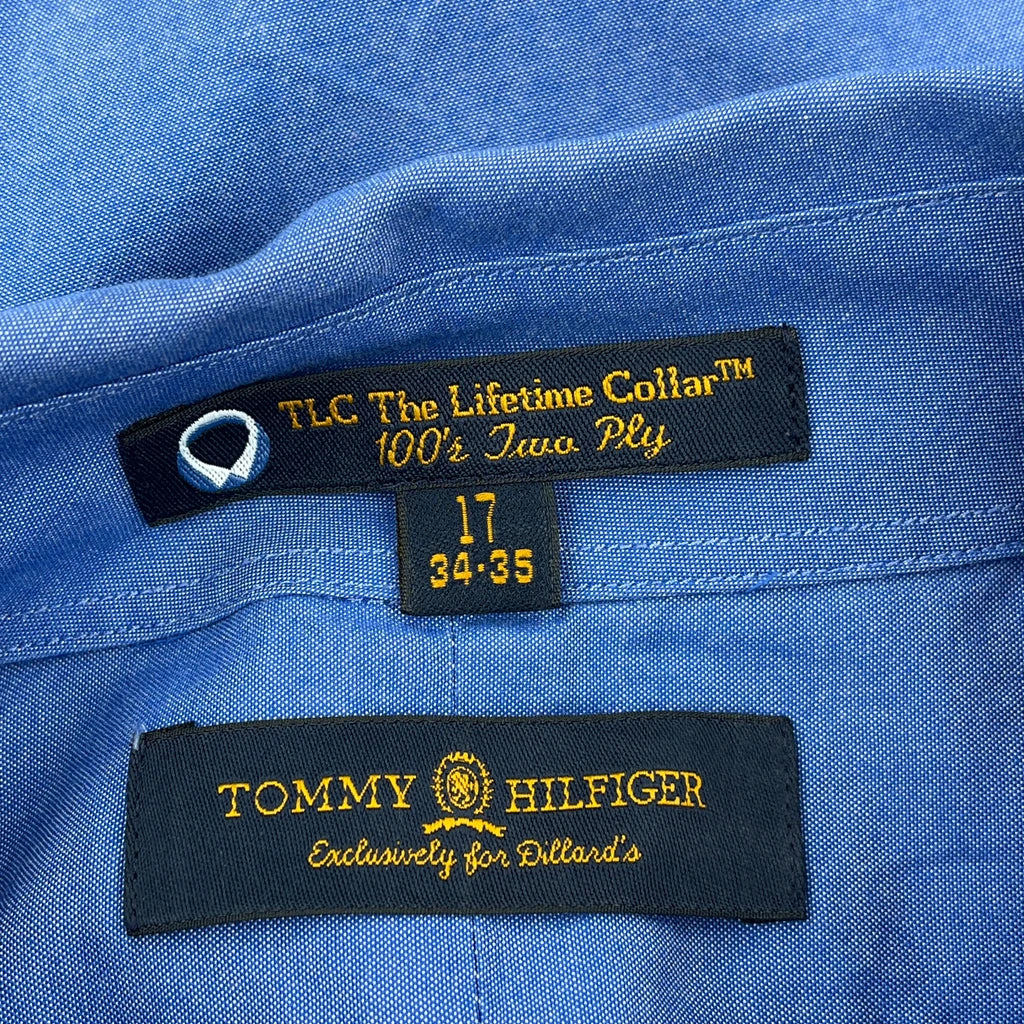 TLC The Lifetime Collar™
100's Two Ply
17
34·35
TOMMY HILFIGER
Exclusively for Dillard's